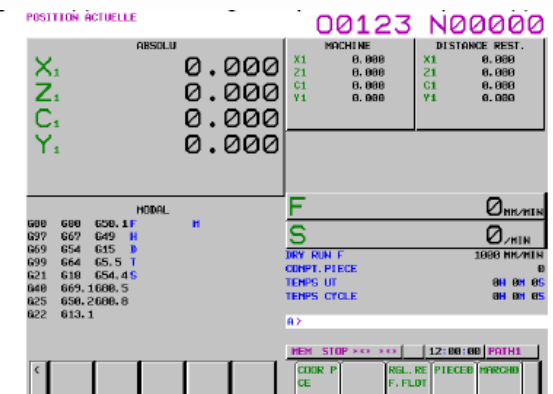 POSITION ACTUELLE
O0123 N00000
ABSOLU
X1 0.000
Z1 0.000
C1 0.000
Y1 0.000
MACHINE
X1 0.000
Z1 0.000
C1 0.000
Y1 0.000
DISTANCE REST.
X1 0.000
Z1 0.000
C1 0.000
Y1 0.000
MODAL
G00 G80 G50.1 F M
G97 G67 G49 H
G69 G54 G15 D
G99 G64 G5.5 T
G21 G18 G54.4 S
G40 G69.1 G80.5
G25 G50.2 G80.8
G22 G13.1
F 0 MM/MIN
S 0 /MIN
DRY RUN F 1000 MM/MIN
COMPT.PIECE 0
TEMPS UT 0H 0M 0S
TEMPS CYCLE 0H 0M 0S
A>
MEM STOP *** *** 12:00:00 PATH1
<
COOR P
CE
RGL. RE
F. FLOT
PIECE0
MARCH0